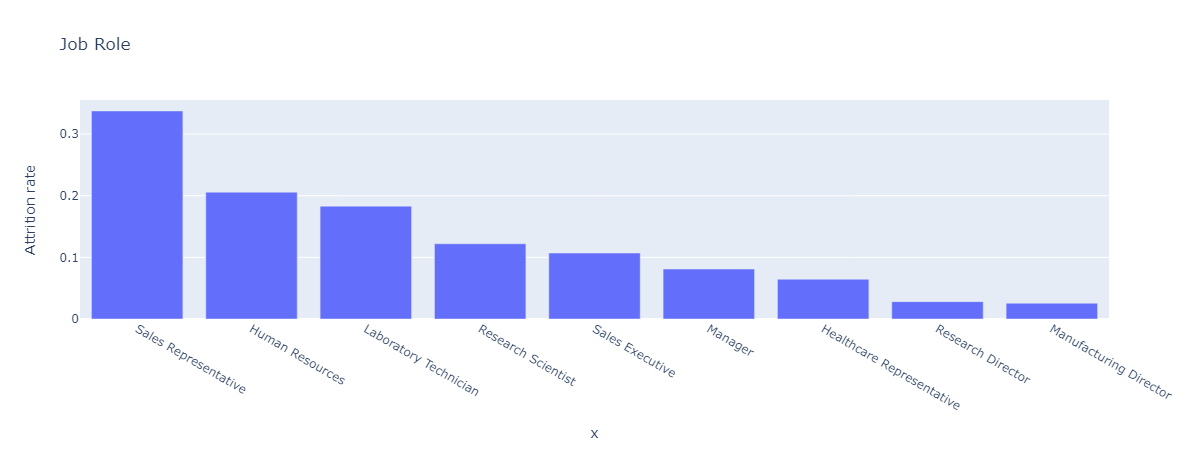 Job Role
Attrition rate
0.3
0.2
0.1
0
Sales Representative
Human Resources
Laboratory Technician
Research Scientist
Sales Executive
Manager
Healthcare Representative
Research Director
Manufacturing Director
x